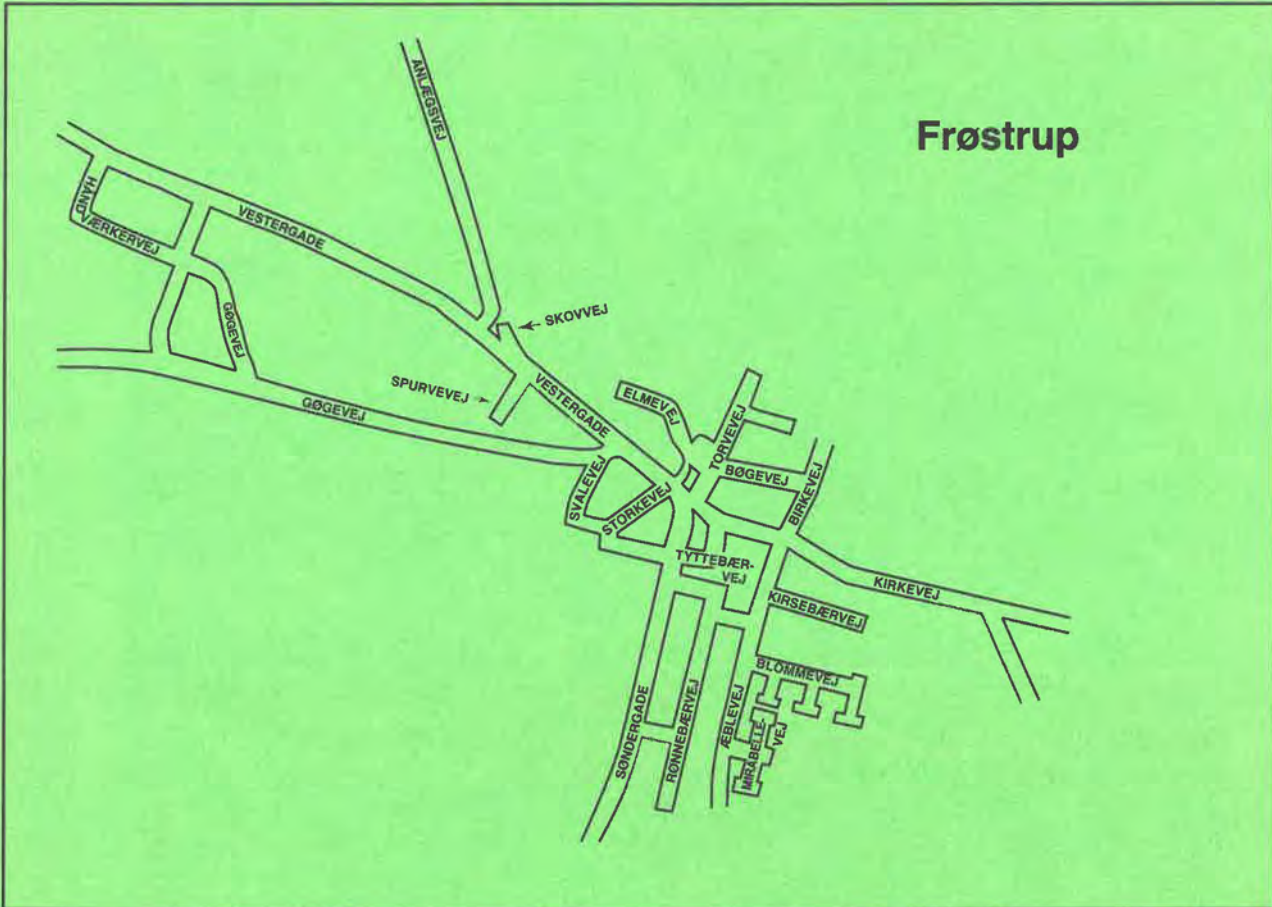 Frøstrup
ANLÆGSVEJ
HÅND
VÆRKERVEJ
VESTERGADE
GØGEVEJ
SKOVVEJ
SPURVEVEJ
VESTERGADE
GØGEVEJ
ELMEVEJ
TORVEVEJ
BØGEVEJ
BIRKEVEJ
SVALEVEJ
STORKEVEJ
TYTTEBÆR-
VEJ
KIRKEVEJ
KIRSEBÆRVEJ
BLOMMEVEJ
SØNDERGADE
RØNNEBÆRVEJ
ÆBLEVEJ
MIRABELLE-
VEJ